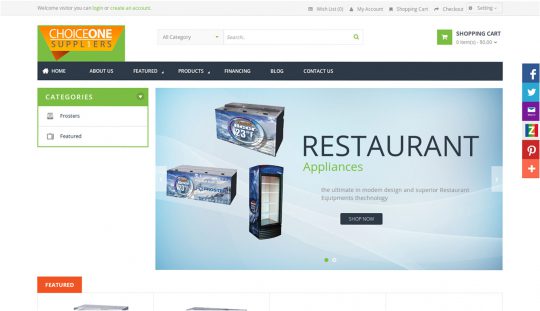 Welcome visitor you can login or create an account.
Wish List (0) My Account Shopping Cart Checkout Setting
CHOICEONE
SUPPLIERS
All Category
Search..
SHOPPING CART
0 item(s) - $0.00
HOME ABOUT US FEATURED PRODUCTS FINANCING BLOG CONTACT US
CATEGORIES
Frosters
Featured
RESTAURANT
Appliances
the ultimate in modern design and superior Restaurant
Equipments thechnology
SHOP NOW
FEATURED